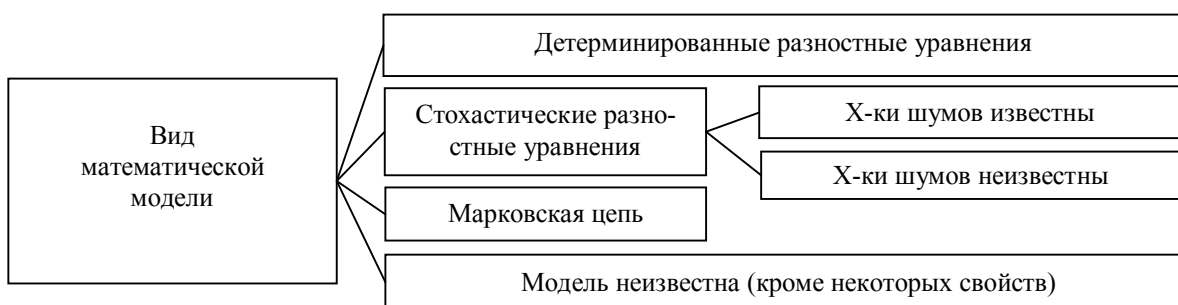 Вид
математической
модели
Детерминированные разностные уравнения
Стохастические разно-
стные уравнения
Х-ки шумов известны
Х-ки шумов неизвестны
Марковская цепь
Модель неизвестна (кроме некоторых свойств)